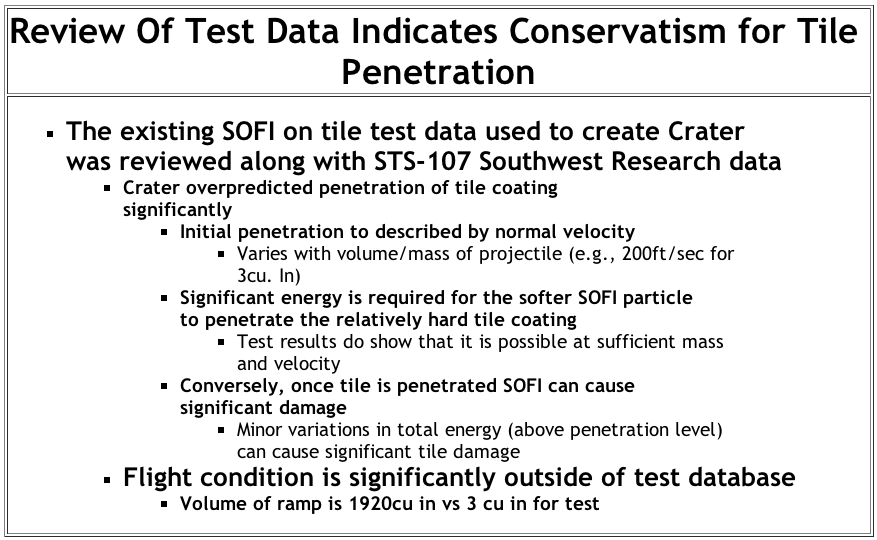 Review Of Test Data Indicates Conservatism for Tile
Penetration
The existing SOFI on tile test data used to create Crater
was reviewed along with STS-107 Southwest Research data
Crater overpredicted penetration of tile coating
significantly
Initial penetration to described by normal velocity
Varies with volume/mass of projectile (e.g., 200ft/sec for
3cu. In)
Significant energy is required for the softer SOFI particle
to penetrate the relatively hard tile coating
Test results do show that it is possible at sufficient mass
and velocity
Conversely, once tile is penetrated SOFI can cause
significant damage
Minor variations in total energy (above penetration level)
can cause significant tile damage
Flight condition is significantly outside of test database
Volume of ramp is 1920cu in vs 3 cu in for test